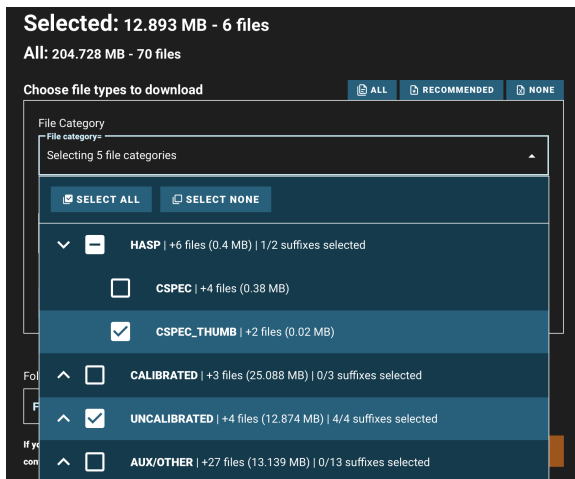 Selected: 12.893 MB - 6 files
All: 204.728 MB - 70 files
Choose file types to download
ALL
RECOMMENDED
NONE
File Category
File category=
Selecting 5 file categories
SELECT ALL
SELECT NONE
HASP | +6 files (0.4 MB) | 1/2 suffixes selected
CSPEC | +4 files (0.38 MB)
CSPEC_THUMB | +2 files (0.02 MB)
CALIBRATED | +3 files (25.088 MB) | 0/3 suffixes selected
Fol
UNCALIBRATED | +4 files (12.874 MB) | 4/4 suffixes selected
F
If yo
AUX/OTHER | +27 files (13.139 MB) | 0/13 suffixes selected
con